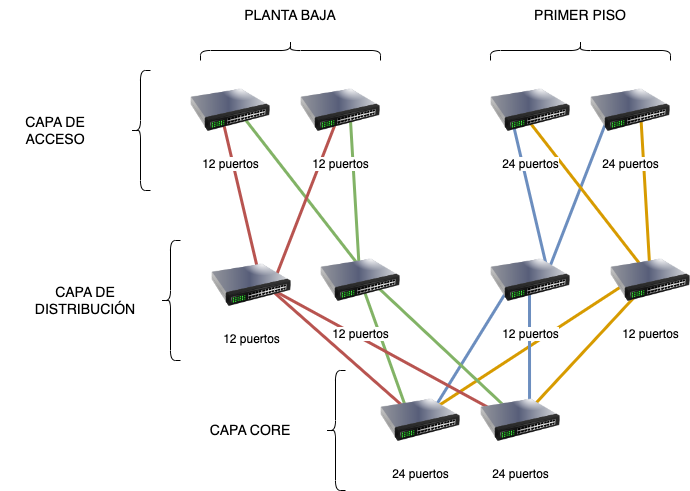 PLANTA BAJA
PRIMER PISO
CAPA DE
ACCESO
12 puertos
12 puertos
24 puertos
24 puertos
CAPA DE
DISTRIBUCIÓN
12 puertos
12 puertos
12 puertos
12 puertos
CAPA CORE
24 puertos
24 puertos